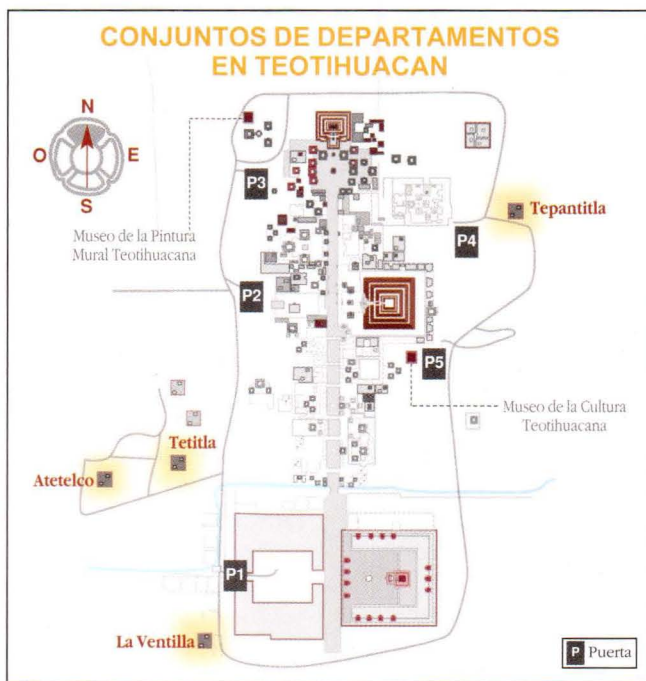 CONJUNTOS DE DEPARTAMENTOS
EN TEOTIHUACAN
N
O
E
S
P3
Museo de la Pintura
Mural Teotihuacana
Tepantitla
P4
P2
P5
Museo de la Cultura
Teotihuacana
Tetitla
Atetelco
P1
La Ventilla
P Puerta